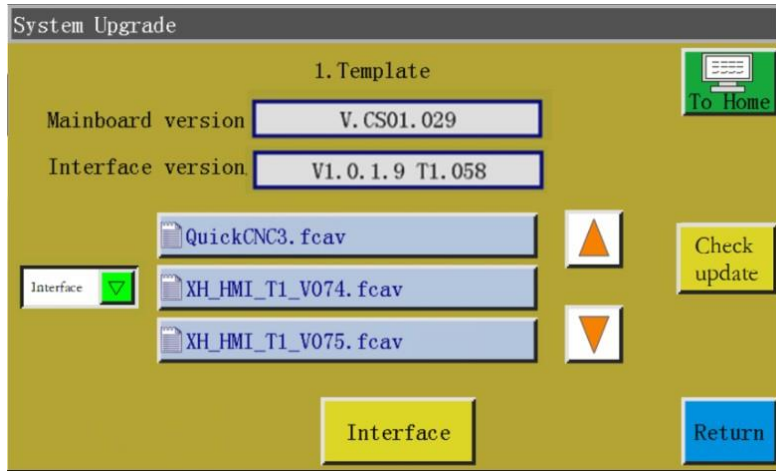 System Upgrade
1.Template
To Home
Mainboard version
V.CS01.029
Interface version
V1.0.1.9 T1.058
QuickCNC3.fcav
Check
update
Interface
XH_HMI_T1_V074.fcav
XH_HMI_T1_V075.fcav
Interface
Return